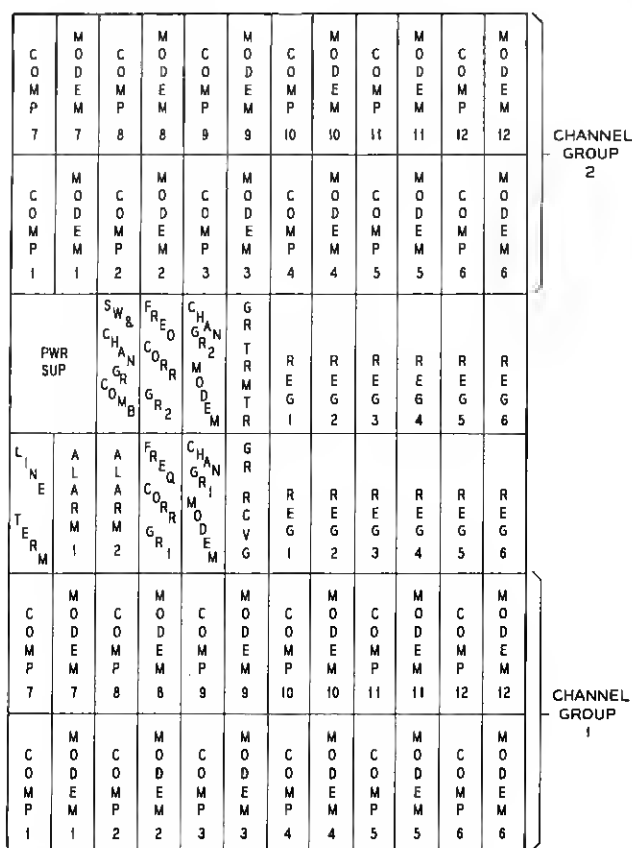 COMP 7 MODEM 7 COMP 8 MODEM 8 COMP 9 MODEM 9 COMP 10 MODEM 10 COMP 11 MODEM 11 COMP 12 MODEM 12
COMP 1 MODEM 1 COMP 2 MODEM 2 COMP 3 MODEM 3 COMP 4 MODEM 4 COMP 5 MODEM 5 COMP 6 MODEM 6
CHANNEL
GROUP
2
PWR SUP SW & CHAN GR COMB FREQ CORR GR 2 CHAN GR 2 MODEM GR TRMTR REG 1 REG 2 REG 3 REG 4 REG 5 REG 6
LINE TERM ALARM 1 ALARM 2 FREQ CORR GR 1 CHAN GR 1 MODEM GR RCVG REG 1 REG 2 REG 3 REG 4 REG 5 REG 6
COMP 7 MODEM 7 COMP 8 MODEM 8 COMP 9 MODEM 9 COMP 10 MODEM 10 COMP 11 MODEM 11 COMP 12 MODEM 12
COMP 1 MODEM 1 COMP 2 MODEM 2 COMP 3 MODEM 3 COMP 4 MODEM 4 COMP 5 MODEM 5 COMP 6 MODEM 6
CHANNEL
GROUP
1